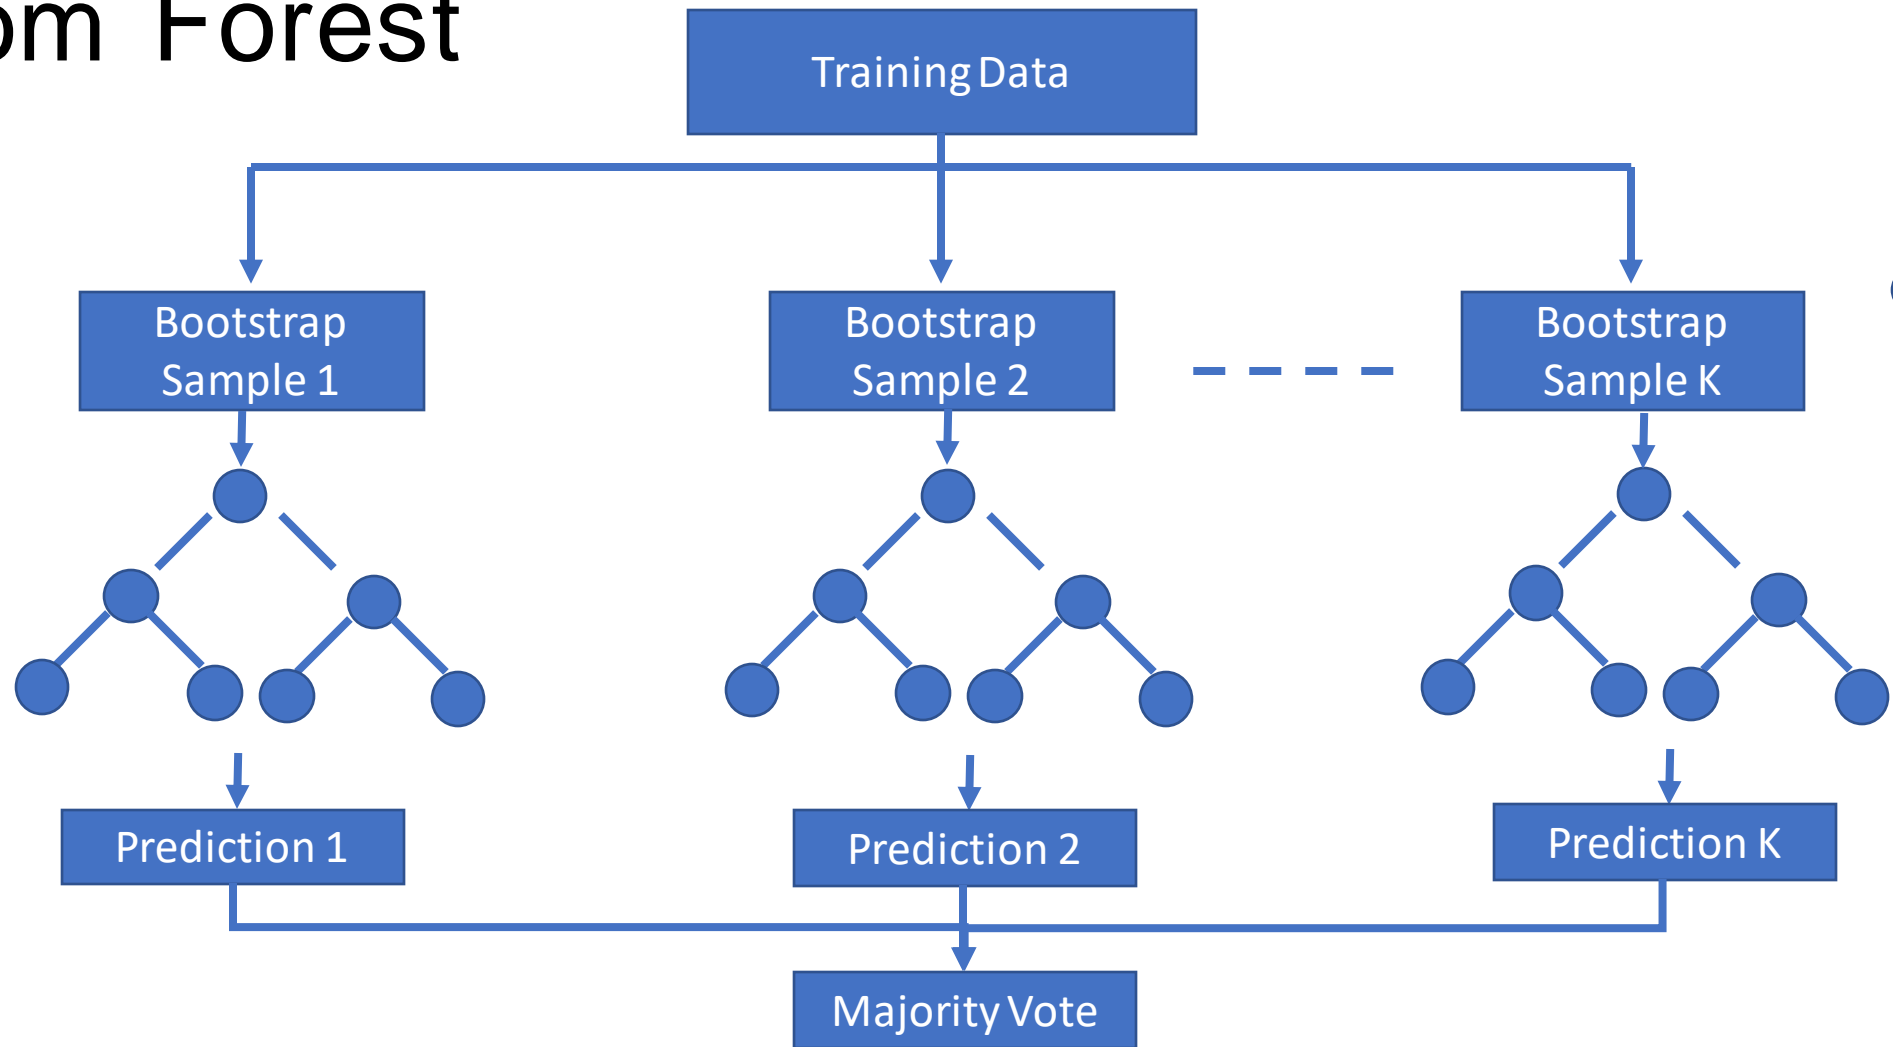 om Forest
Training Data
Bootstrap
Sample 1
Bootstrap
Sample 2
Bootstrap
Sample K
Prediction 1
Prediction 2
Prediction K
Majority Vote